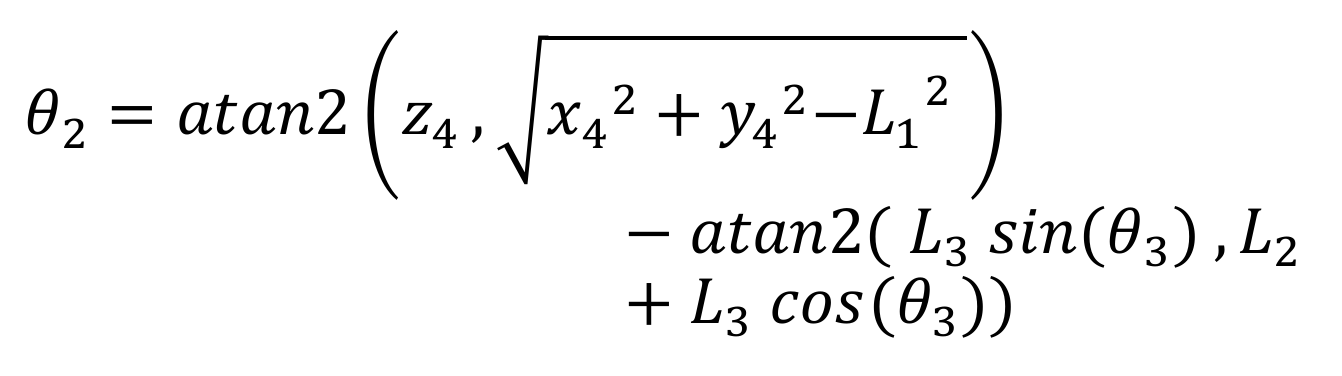 θ₂ = atan2(z₄ , √(x₄² + y₄² − L₁²))
− atan2( L₃ sin(θ₃) , L₂
+ L₃ cos(θ₃))